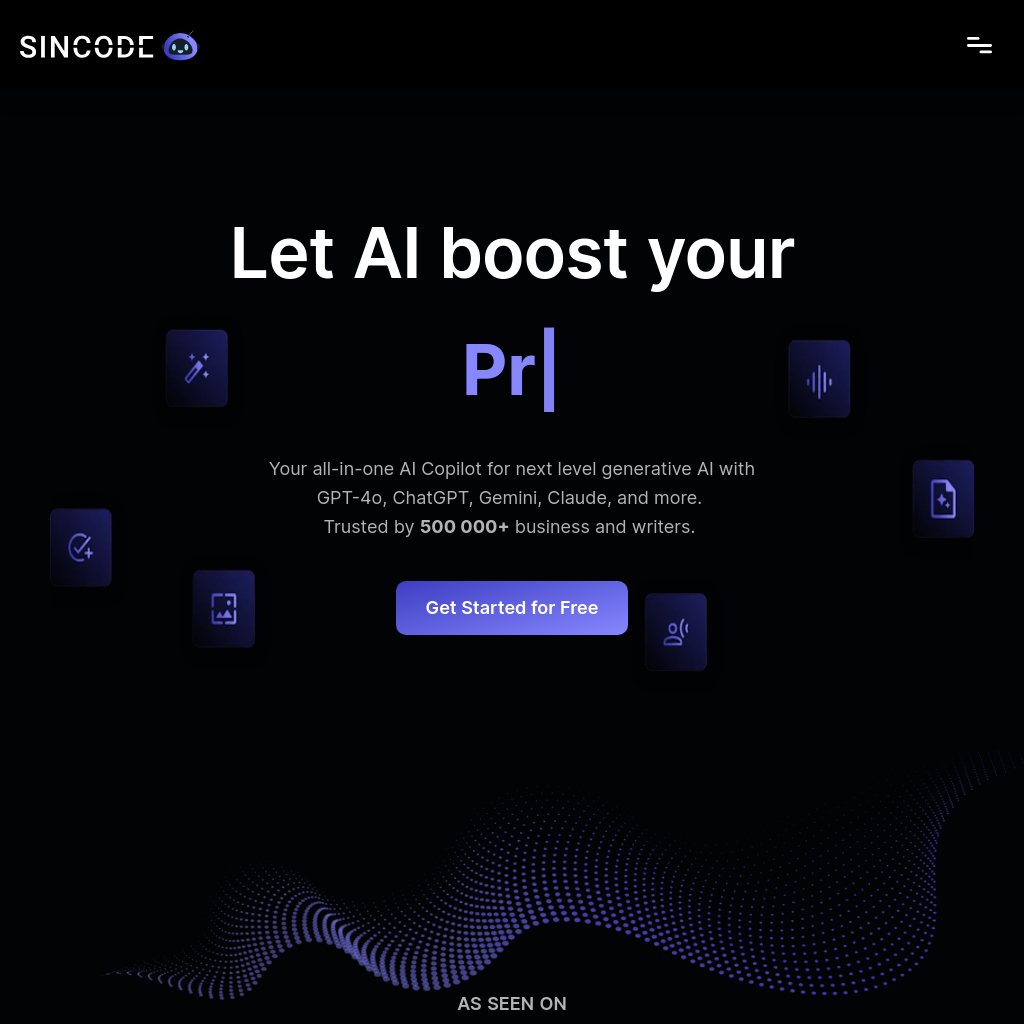 SINCODE
Let AI boost your
Pr
Your all-in-one AI Copilot for next level generative AI with
GPT-4o, ChatGPT, Gemini, Claude, and more.
Trusted by 500 000+ business and writers.
Get Started for Free
AS SEEN ON